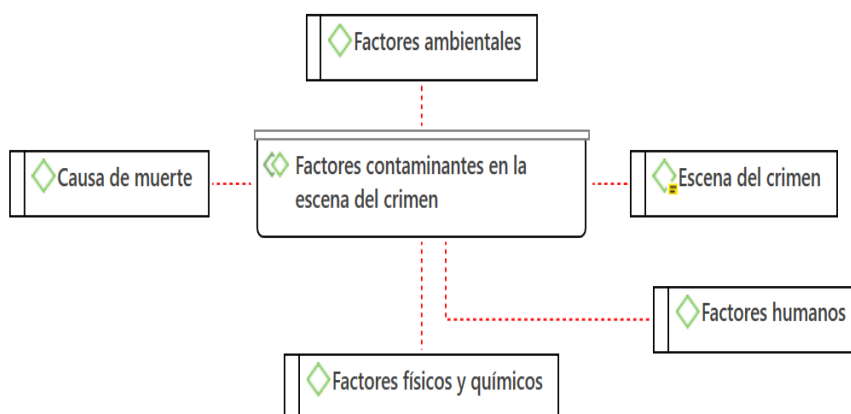 Factores ambientales
Causa de muerte
Factores contaminantes en la
escena del crimen
Escena del crimen
Factores humanos
Factores físicos y químicos